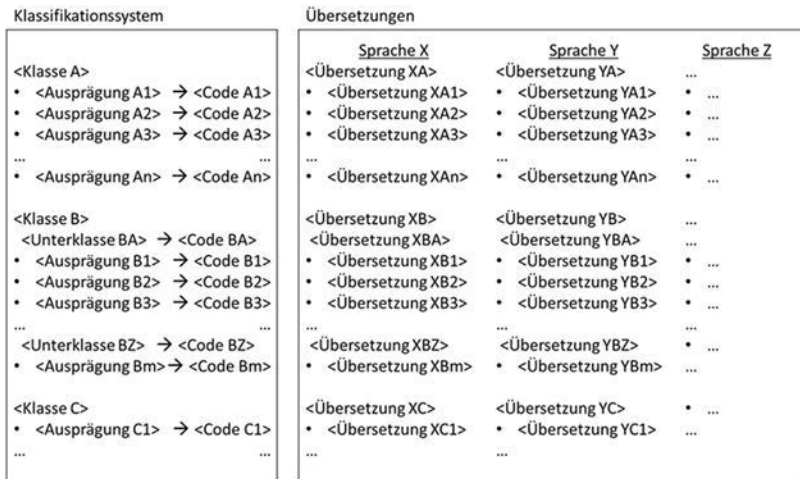 Klassifikationssystem Übersetzungen
Sprache X Sprache Y Sprache Z
<Klasse A> <Übersetzung XA> <Übersetzung YA> ...
• <Ausprägung A1> → <Code A1> • <Übersetzung XA1> • <Übersetzung YA1> • ...
• <Ausprägung A2> → <Code A2> • <Übersetzung XA2> • <Übersetzung YA2> • ...
• <Ausprägung A3> → <Code A3> • <Übersetzung XA3> • <Übersetzung YA3> • ...
... ... ... ... ...
• <Ausprägung An> → <Code An> • <Übersetzung XAn> • <Übersetzung YAn> • ...
<Klasse B> <Übersetzung XB> <Übersetzung YB> ...
<Unterklasse BA> → <Code BA> <Übersetzung XBA> <Übersetzung YBA> ...
• <Ausprägung B1> → <Code B1> • <Übersetzung XB1> • <Übersetzung YB1> • ...
• <Ausprägung B2> → <Code B2> • <Übersetzung XB2> • <Übersetzung YB2> • ...
• <Ausprägung B3> → <Code B3> • <Übersetzung XB3> • <Übersetzung YB3> • ...
... ... ... ... ...
<Unterklasse BZ> → <Code BZ> <Übersetzung XBZ> <Übersetzung YBZ> • ...
• <Ausprägung Bm> → <Code Bm> • <Übersetzung XBm> • <Übersetzung YBm> ...
<Klasse C> <Übersetzung XC> <Übersetzung YC> • ...
• <Ausprägung C1> → <Code C1> • <Übersetzung XC1> • <Übersetzung YC1> ...
... ... ... ...